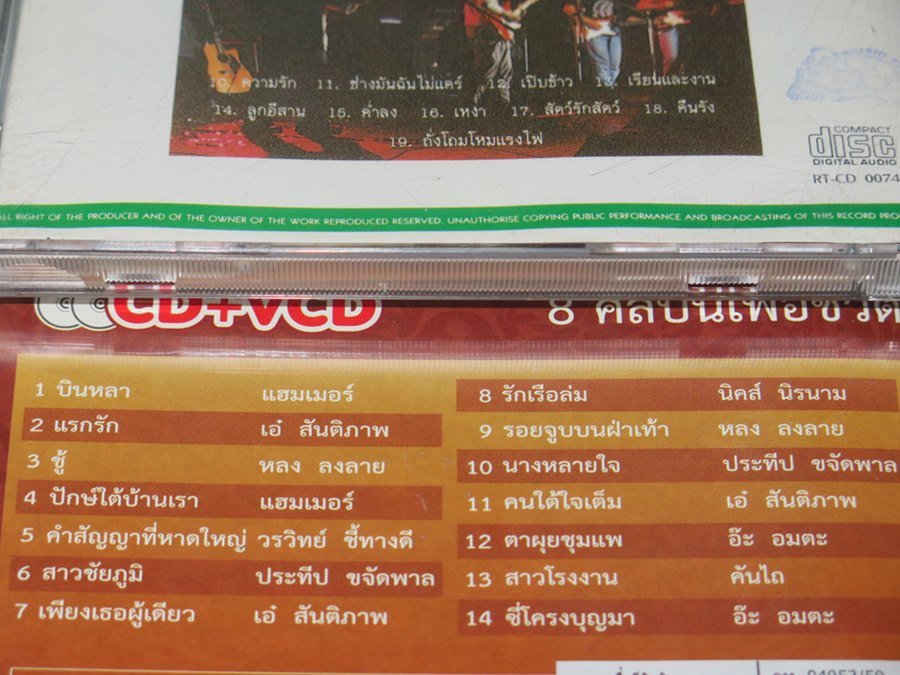 10. ความรัก 11. ช่างมันฉันไม่แคร์ 12. เปิบข้าว 13. เรียนและงาน
14. ลูกอีสาน 15. ค่ำลง 16. เหงา 17. สัตว์รักสัตว์ 18. คืนรัง
19. ถั่งโถมโหมแรงไฟ
COMPACT
disc
DIGITAL AUDIO
RT-CD 0074
ALL RIGHT OF THE PRODUCER AND OF THE OWNER OF THE WORK REPRODUCED RESERVED. UNAUTHORISE COPYING PUBLIC PERFORMANCE AND BROADCASTING OF THIS RECORD
CD+VCD
8 ศิลปินเพื่อชีวิต
1 บินหลา แฮมเมอร์
2 แรกรัก เอ๋ สันติภาพ
3 ชู้ หลง ลงลาย
4 ปักษ์ใต้บ้านเรา แฮมเมอร์
5 คำสัญญาที่หาดใหญ่ วรวิทย์ ชี้ทางดี
6 สาวชัยภูมิ ประทีป ขจัดพาล
7 เพียงเธอผู้เดียว เอ๋ สันติภาพ
8 รักเรือล่ม นิคส์ นิรนาม
9 รอยจูบบนฝ่าเท้า หลง ลงลาย
10 นางหลายใจ ประทีป ขจัดพาล
11 คนใต้ใจเต็ม เอ๋ สันติภาพ
12 ตาผุยชุมแพ อ๊ะ อมตะ
13 สาวโรงงาน คันไถ
14 ซี่โครงบุญมา อ๊ะ อมตะ